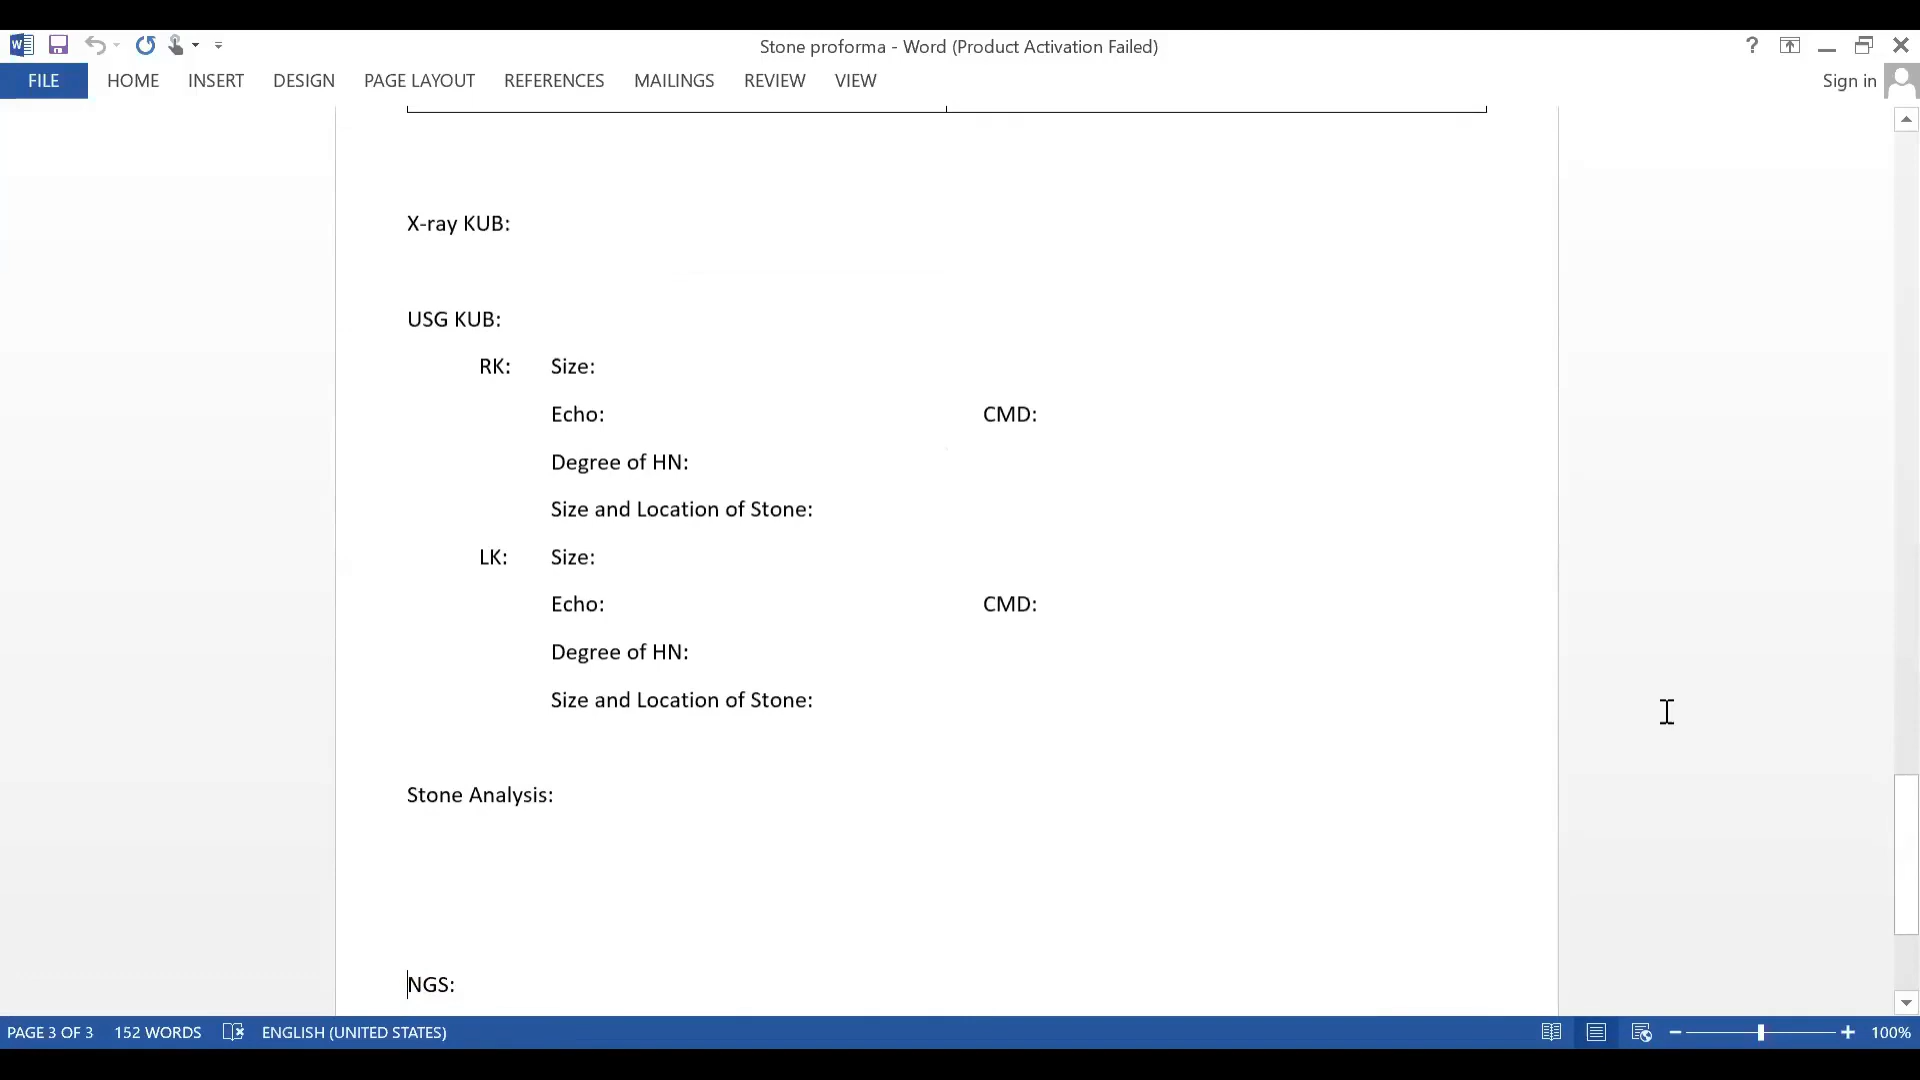 Stone proforma - Word (Product Activation Failed)
?
FILE HOME INSERT DESIGN PAGE LAYOUT REFERENCES MAILINGS REVIEW VIEW Sign in
X-ray KUB:
USG KUB:
RK: Size:
Echo: CMD:
Degree of HN:
Size and Location of Stone:
LK: Size:
Echo: CMD:
Degree of HN:
Size and Location of Stone:
Stone Analysis:
NGS:
PAGE 3 OF 3 152 WORDS ENGLISH (UNITED STATES) 100%